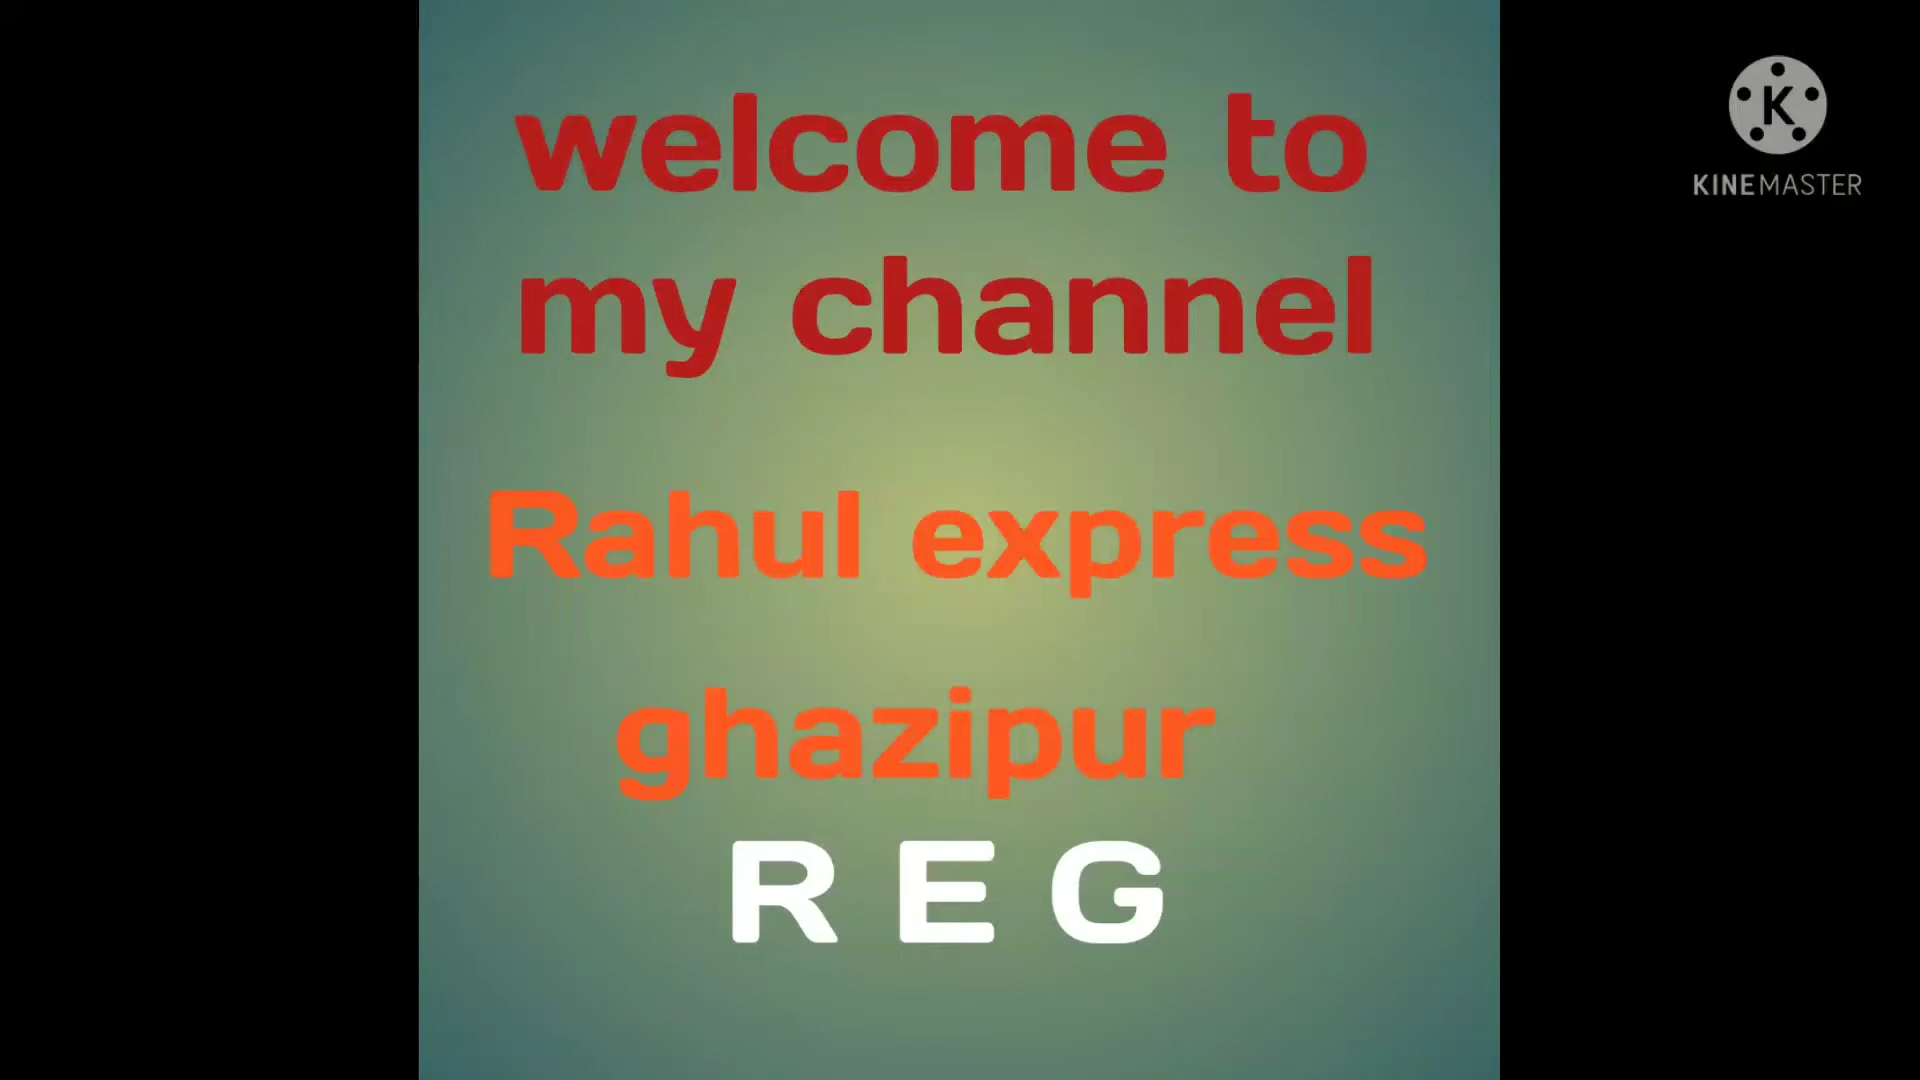 welcome to
my channel
Rahul express
ghazipur
R E G
K
KINEMASTER